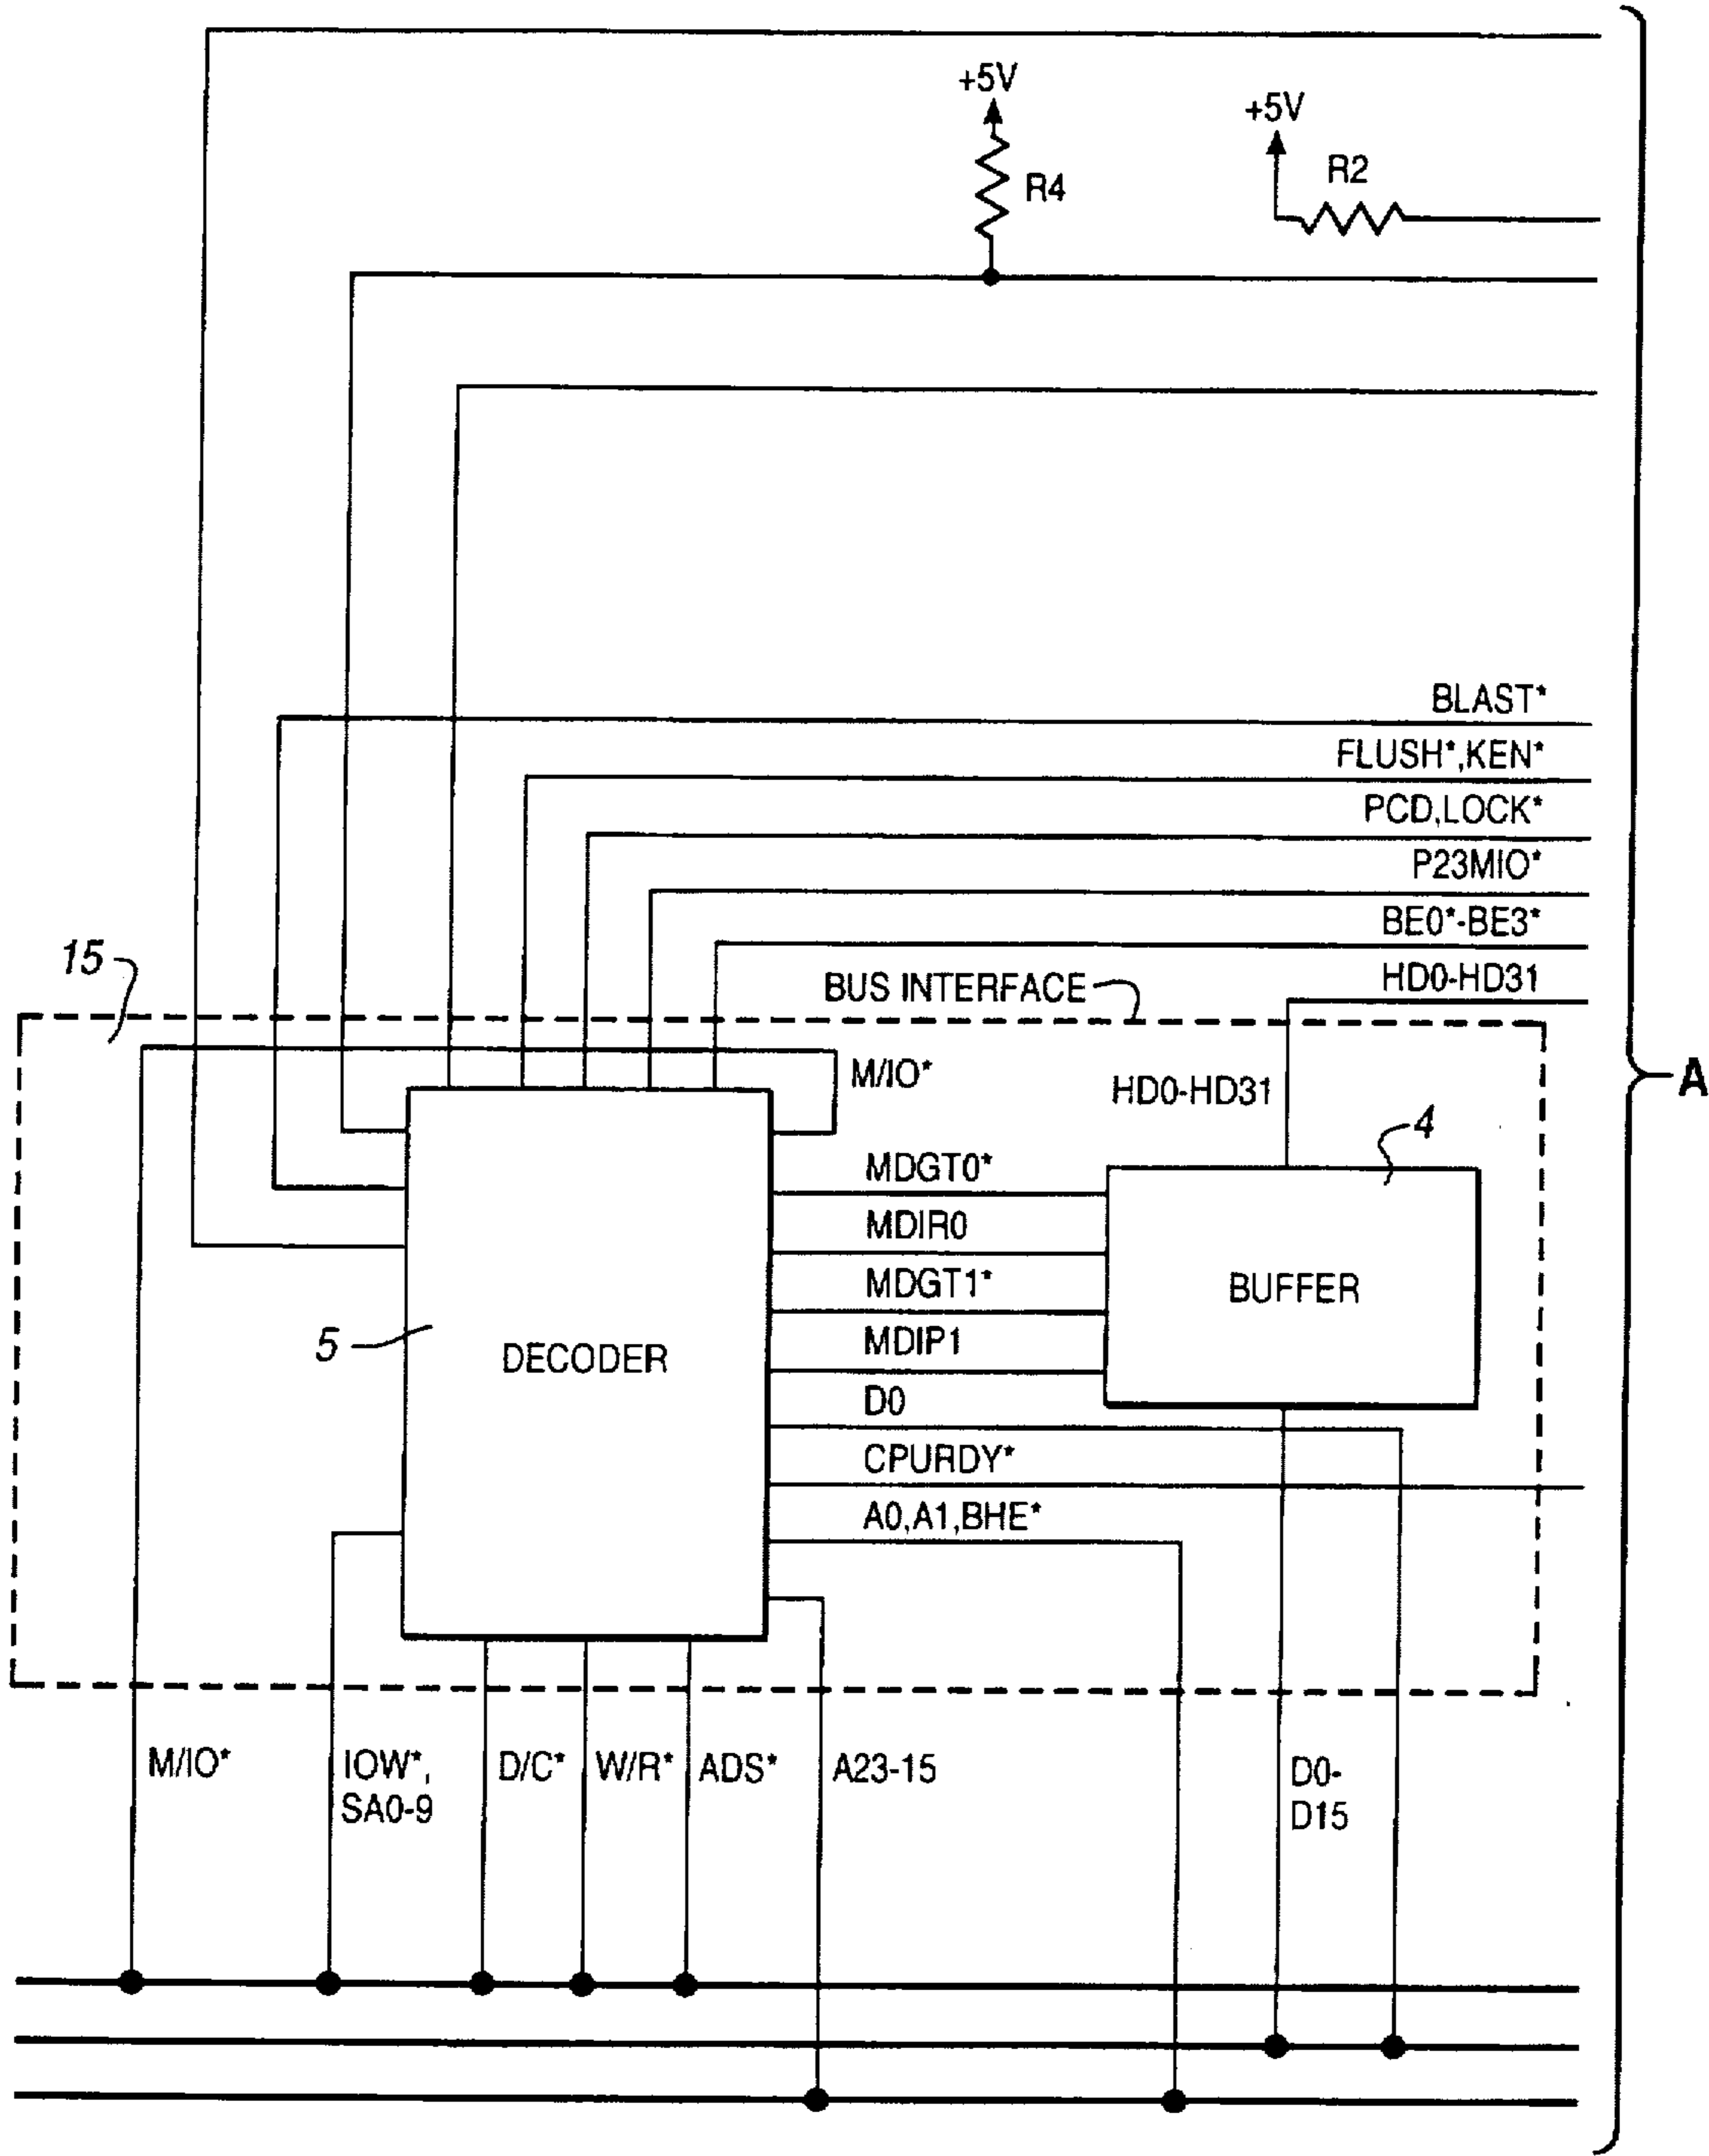 +5V
+5V
R4
R2
BLAST*
FLUSH*,KEN*
PCD,LOCK*
P23MIO*
BE0*-BE3*
HD0-HD31
15
BUS INTERFACE
M/IO*
HD0-HD31
A
4
MDGT0*
MDIR0
MDGT1*
BUFFER
5
DECODER
MDIP1
D0
CPURDY*
A0,A1,BHE*
M/IO*
IOW*,
SA0-9
D/C*
W/R*
ADS*
A23-15
D0-
D15